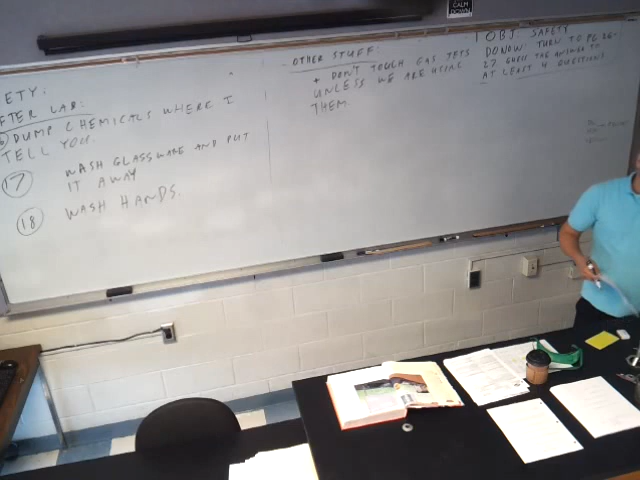 CALM
DOWN
ETY:
FTER LAB:
DUMP CHEMICALS WHERE I
TELL YOU.
17 WASH GLASSWARE AND PUT
IT AWAY
18 WASH HANDS.
OTHER STUFF:
+ DON'T TOUCH GAS JETS
UNLESS WE ARE USING
THEM
OBJ: SAFETY
DONOW: TURN TO PG 26-
27 GUESS THE ANSWER TO
AT LEAST 4 QUESTIONS